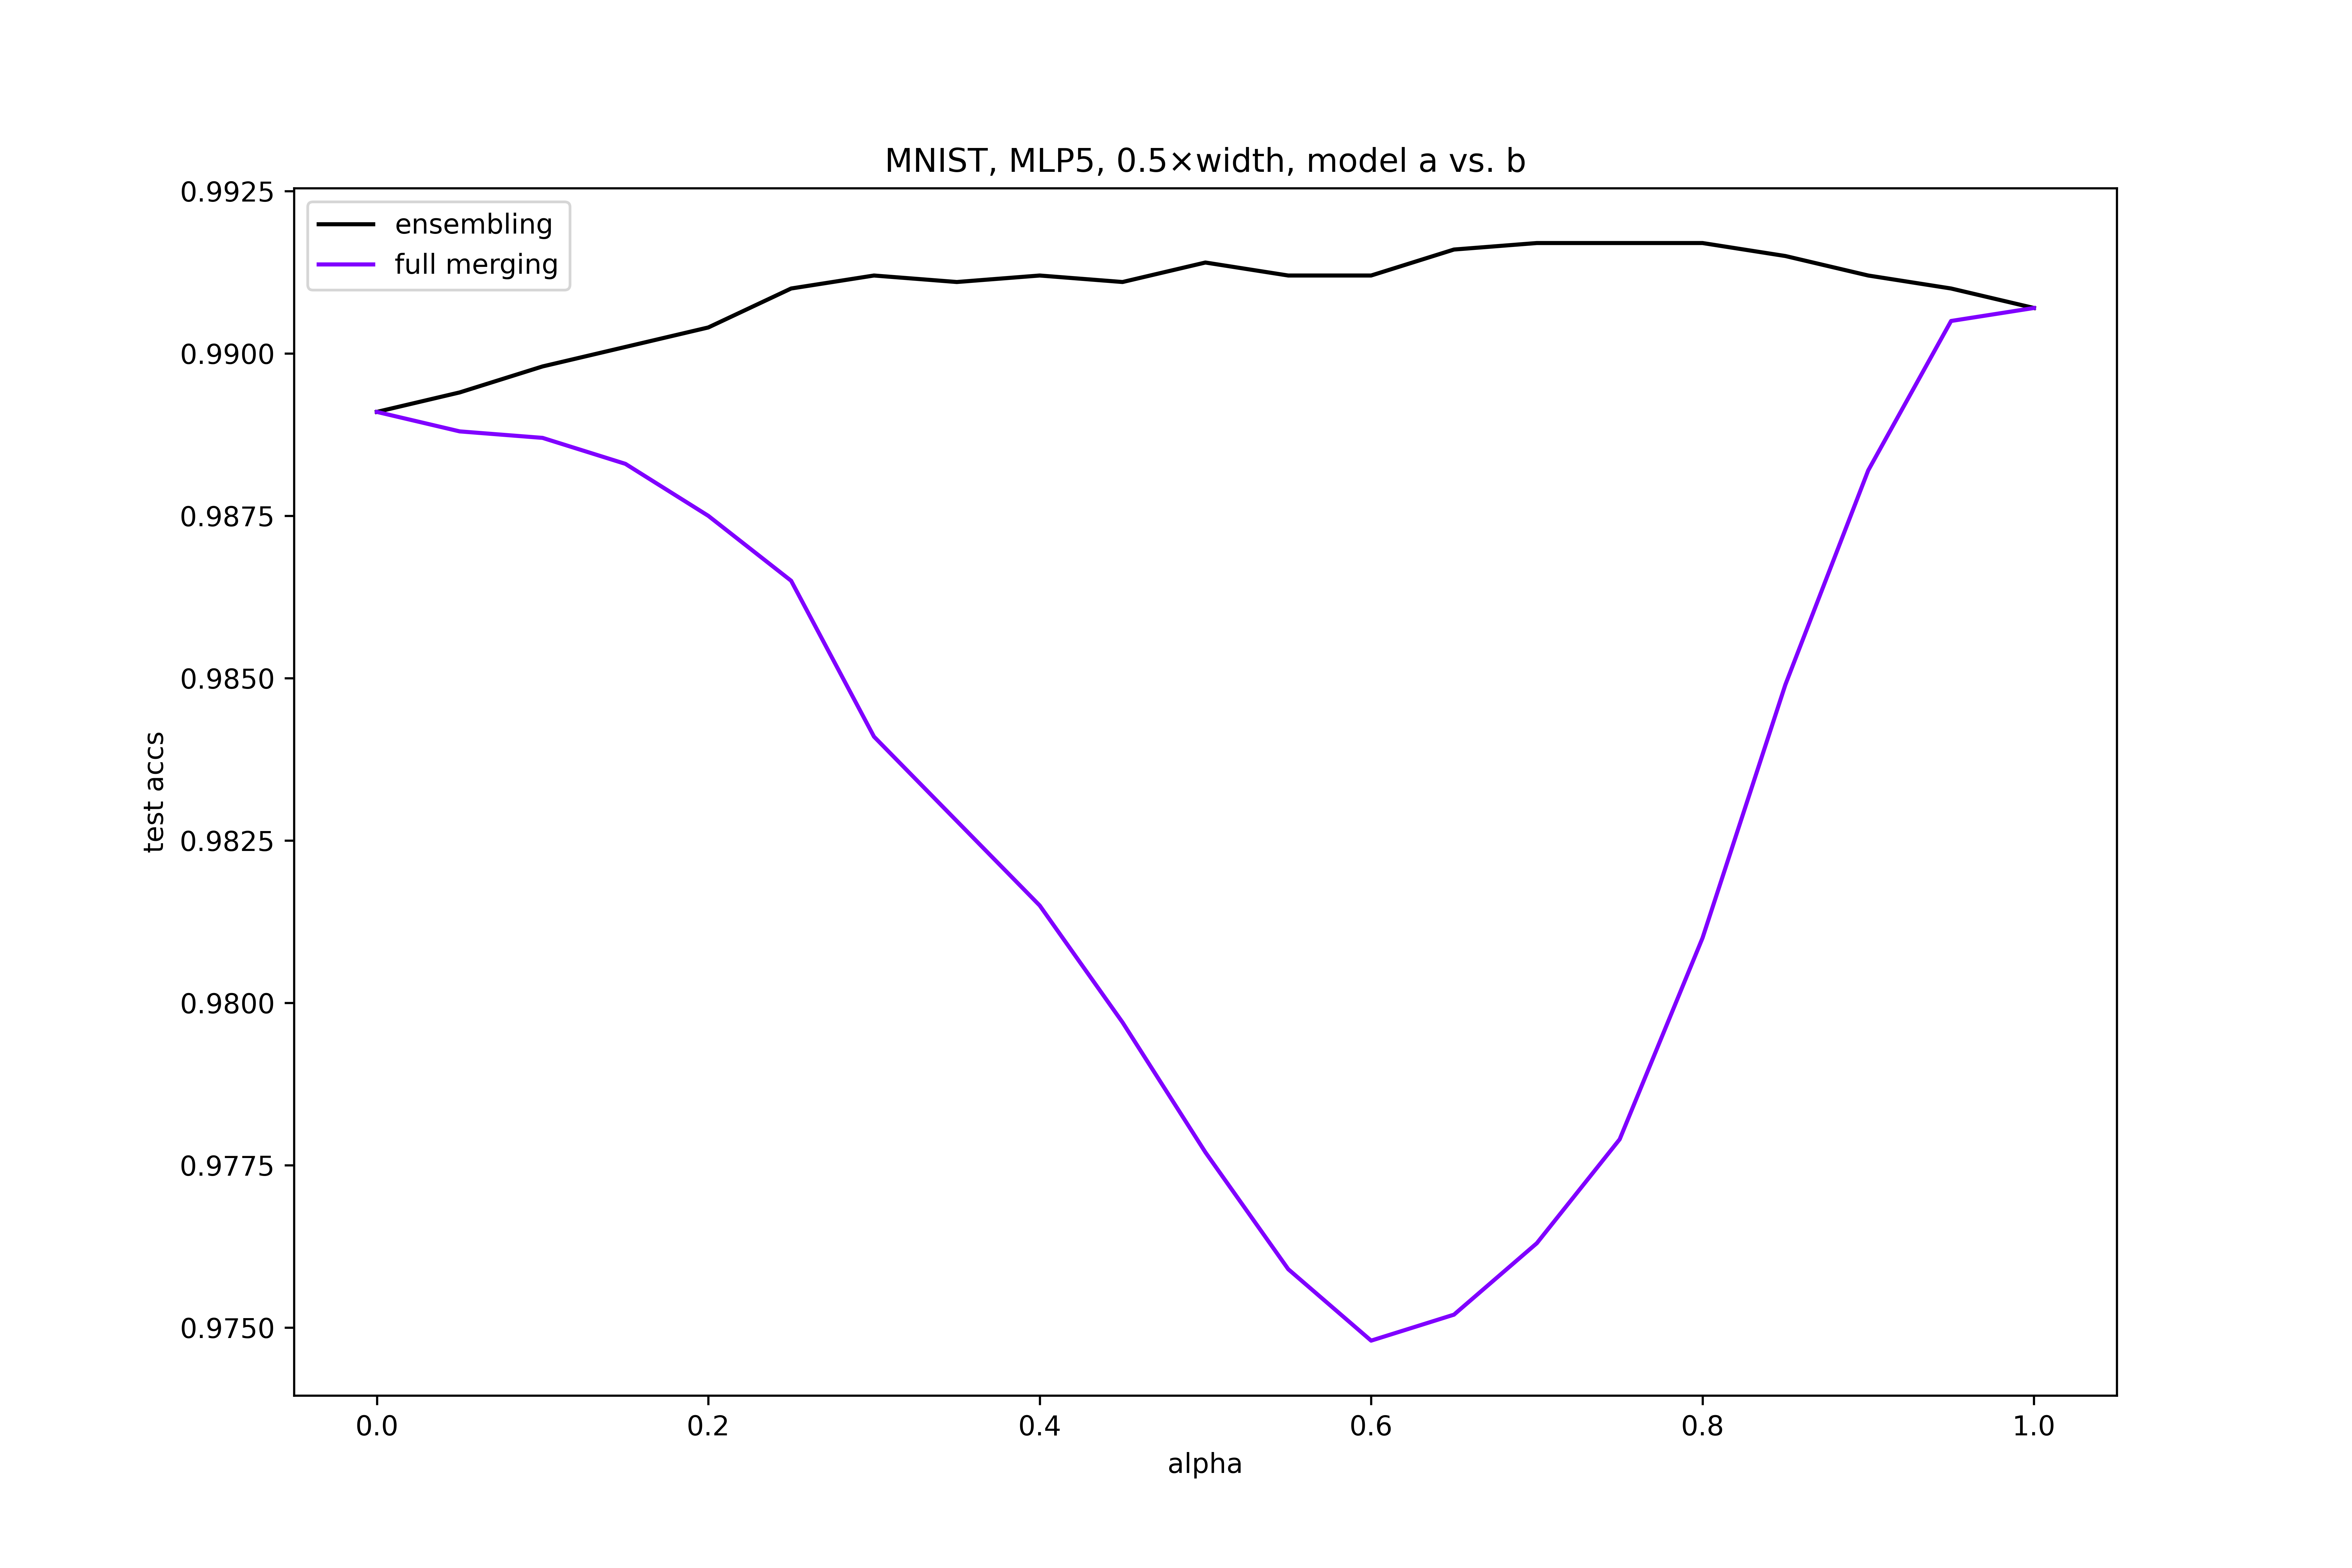 MNIST, MLP5, 0.5×width, model a vs. b
ensembling
full merging
0.9925
0.9900
0.9875
0.9850
0.9825
0.9800
0.9775
0.9750
test accs
0.0 0.2 0.4 0.6 0.8 1.0
alpha